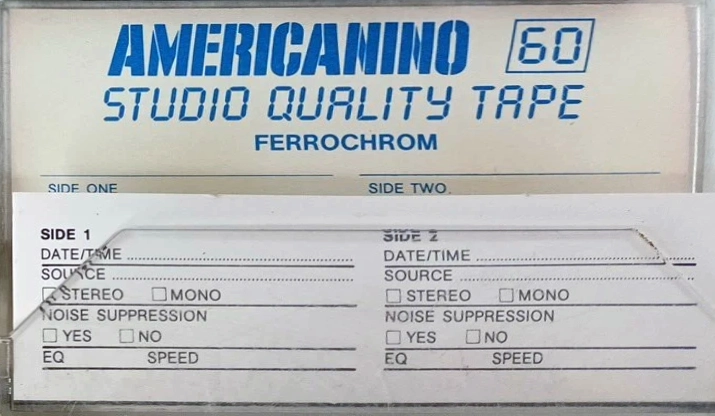 AMERICANINO 60
STUDIO QUALITY TAPE
FERROCHROM
SIDE ONE SIDE TWO.
SIDE 1 SIDE 2
DATE/TIME DATE/TIME
SOURCE SOURCE
STEREO MONO STEREO MONO
NOISE SUPPRESSION NOISE SUPPRESSION
YES NO YES NO
EQ SPEED EQ SPEED